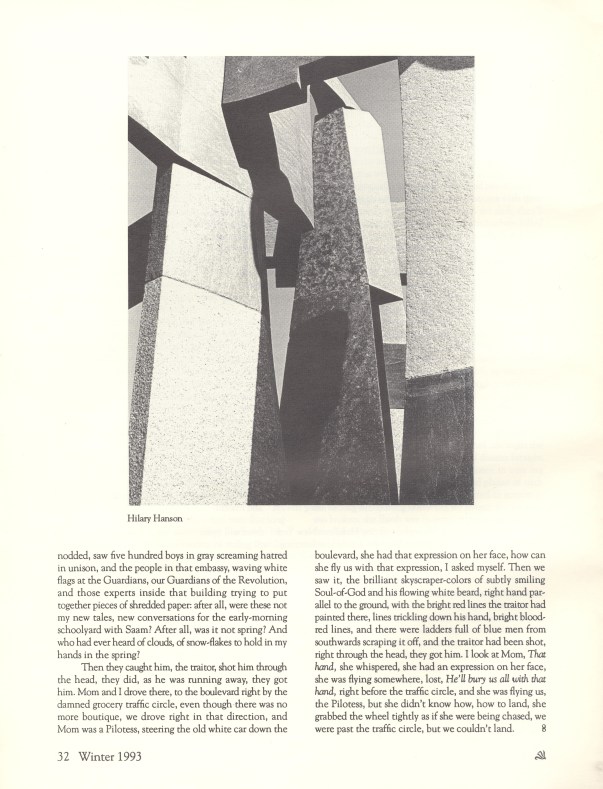 Hilary Hanson
nodded, saw five hundred boys in gray screaming hatred
in unison, and the people in that embassy, waving white
flags at the Guardians, our Guardians of the Revolution,
and those experts inside that building trying to put
together pieces of shredded paper: after all, were these not
my new tales, new conversations for the early-morning
schoolyard with Saam? After all, was it not spring? And
who had ever heard of clouds, of snow-flakes to hold in my
hands in the spring?
Then they caught him, the traitor, shot him through
the head, they did, as he was running away, they got
him. Mom and I drove there, to the boulevard right by the
damned grocery traffic circle, even though there was no
more boutique, we drove right in that direction, and
Mom was a Pilotess, steering the old white car down the
boulevard, she had that expression on her face, how can
she fly us with that expression, I asked myself. Then we
saw it, the brilliant skyscraper-colors of subtly smiling
Soul-of-God and his flowing white beard, right hand par-
allel to the ground, with the bright red lines the traitor had
painted there, lines trickling down his hand, bright blood-
red lines, and there were ladders full of blue men from
southwards scraping it off, and the traitor had been shot,
right through the head, they got him. I look at Mom, That
hand, she whispered, she had an expression on her face,
she was flying somewhere, lost, He'll bury us all with that
hand, right before the traffic circle, and she was flying us,
the Pilotess, but she didn't know how, how to land, she
grabbed the wheel tightly as if she were being chased, we
were past the traffic circle, but we couldn't land. 8
32 Winter 1993